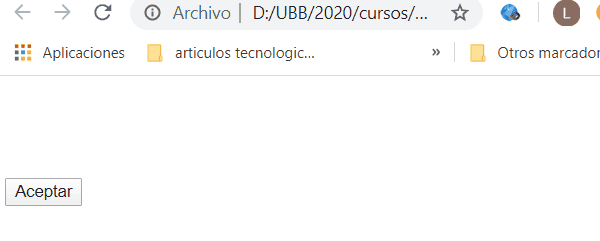 Archivo | D:/UBB/2020/cursos/... L
Aplicaciones articulos tecnologic... » Otros marcador
Aceptar